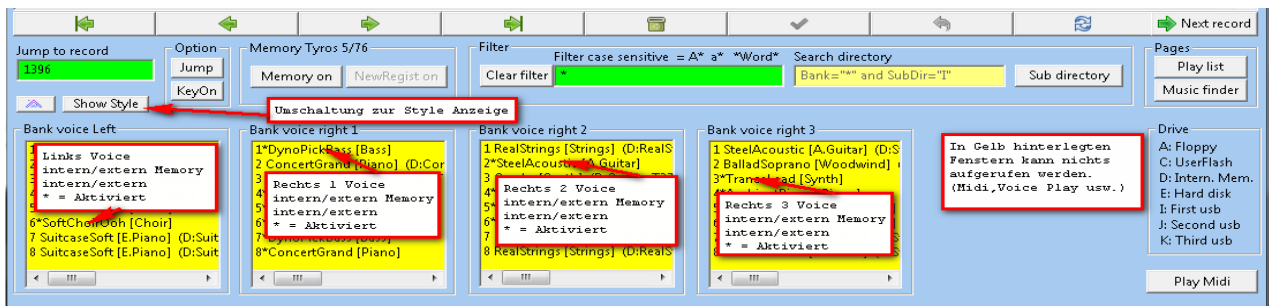 Next record
Jump to record
Option
Memory Tyros 5/76
Filter
Pages
Filter case sensitive = A* a* *Word*
Search directory
1396
Jump
Memory on
NewRegist on
Clear filter
*
Bank="*" and SubDir="I"
Sub directory
Play list
KeyOn
Music finder
Show Style
Umschaltung zur Style Anzeige
Bank voice Left
Bank voice right 1
Bank voice right 2
Bank voice right 3
Drive
Links Voice
intern/extern Memory
intern/extern
* = Aktiviert
6*SoftChoirOoh [Choir]
7 SuitcaseSoft [E.Piano] (D:Suit
8 SuitcaseSoft [E.Piano] (D:Suit
1*DynoPickBass [Bass]
2 ConcertGrand [Piano] (D:Cor
Rechts 1 Voice
intern/extern Memory
intern/extern
* = Aktiviert
7*DynoPickBass [Bass]
8*ConcertGrand [Piano]
1 RealStrings [Strings] (D:RealS
2*SteelAcoustic [A.Guitar]
Rechts 2 Voice
intern/extern Memory
intern/extern
* = Aktiviert
8 RealStrings [Strings] (D:RealS
1 SteelAcoustic [A.Guitar] (D:S
2 BalladSoprano [Woodwind]
[Synth]
Rechts 3 Voice
intern/extern Memory
intern/extern
* = Aktiviert
In Gelb hinterlegten
Fenstern kann nichts
aufgerufen werden.
(Midi,Voice Play usw.)
A: Floppy
C: UserFlash
D: Intern. Mem.
E: Hard disk
I: First usb
J: Second usb
K: Third usb
Play Midi